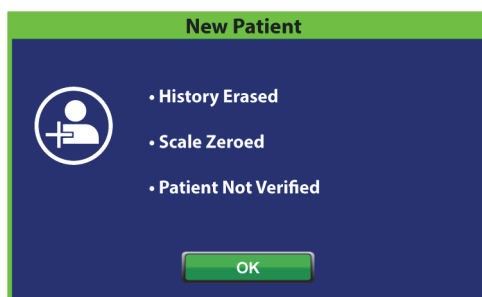 New Patient
• History Erased
• Scale Zeroed
• Patient Not Verified
OK